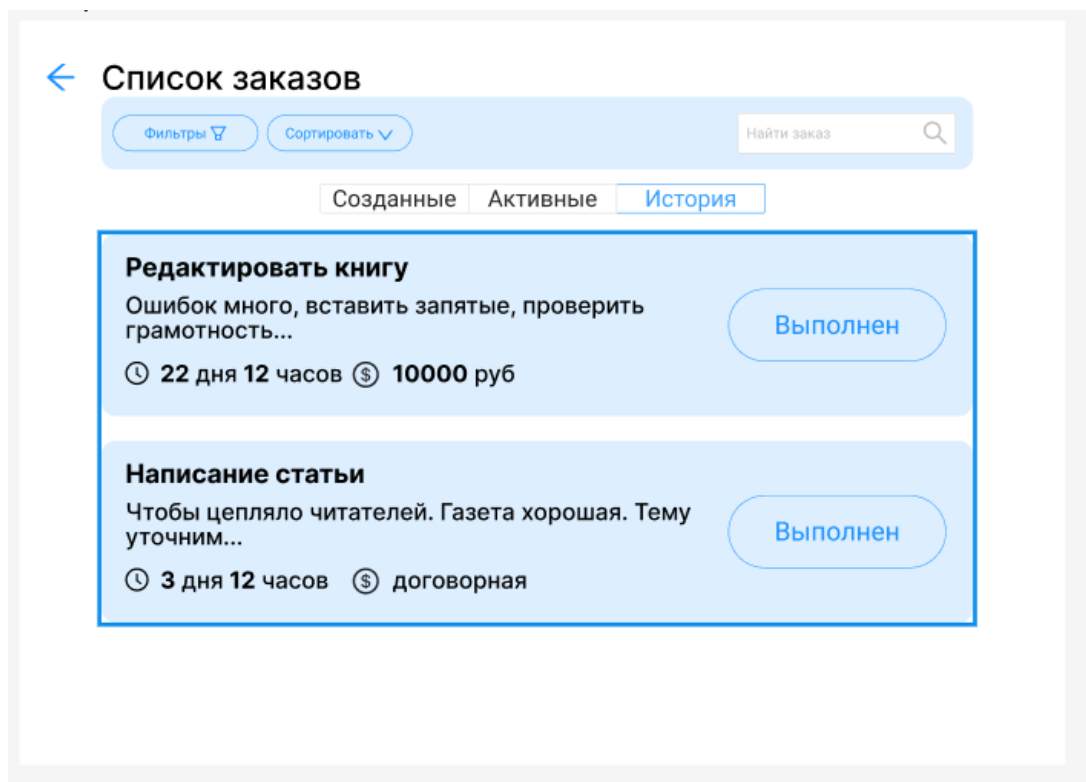 Список заказов
Фильтры Сортировать Найти заказ
Созданные Активные История
Редактировать книгу
Ошибок много, вставить запятые, проверить
грамотность...
Выполнен
22 дня 12 часов $ 10000 руб
Написание статьи
Чтобы цепляло читателей. Газета хорошая. Тему
уточним...
Выполнен
3 дня 12 часов $ договорная